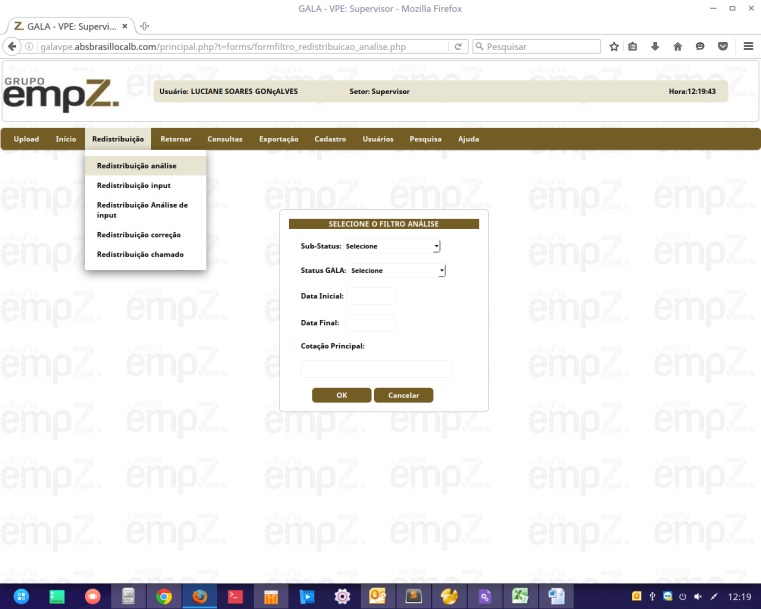 GALA - VPE: Supervisor - Mozilla Firefox
Z. GALA - VPE: Supervi...
galavpe.absbrasillocalb.com/principal.php?t=forms/formfiltro_redistribuicao_analise.php
Pesquisar
GRUPO
empZ.
Usuário: LUCIANE SOARES GONçALVES Setor: Supervisor Hora:12:19:43
Upload Início Redistribuição Retornar Consultas Exportação Cadastro Usuários Pesquisa Ajuda
Redistribuição análise
Redistribuição input
Redistribuição Análise de
input
Redistribuição correção
Redistribuição chamado
SELECIONE O FILTRO ANÁLISE
Sub-Status: Selecione
Status GALA: Selecione
Data Inicial:
Data Final:
Cotação Principal:
OK Cancelar
12:19